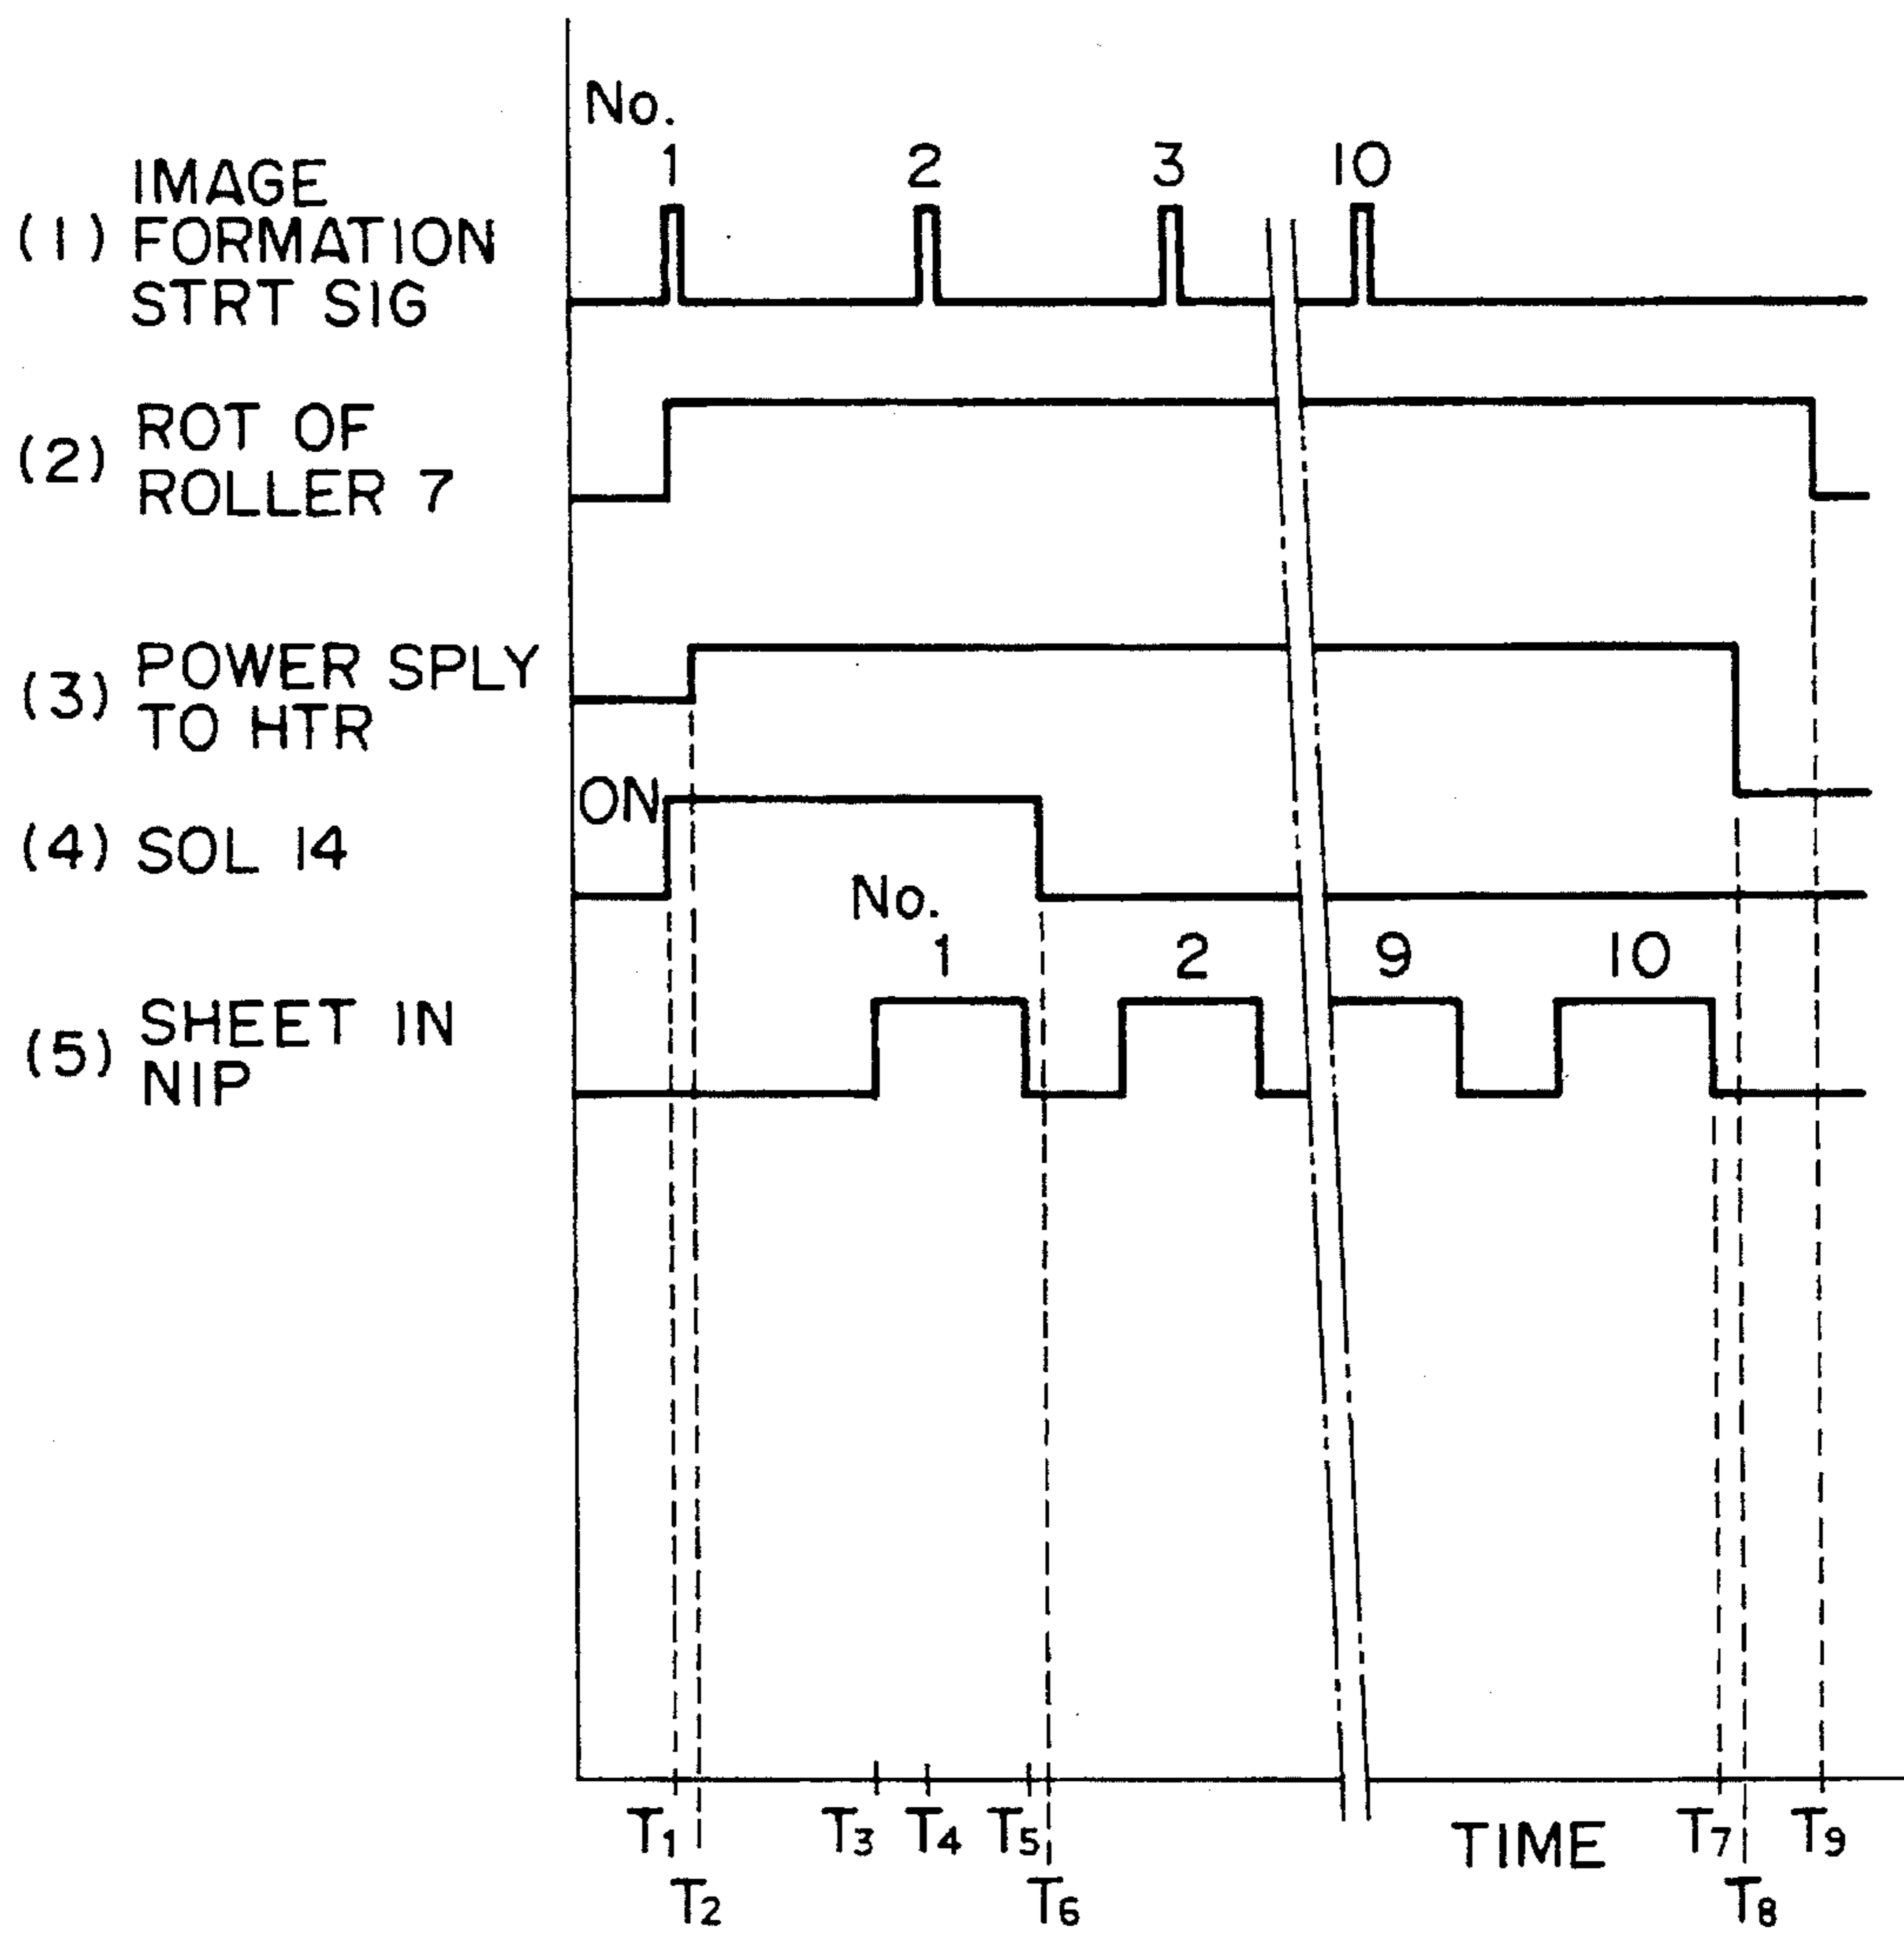 No.
1 2 3 10
(1) IMAGE
FORMATION
STRT SIG
(2) ROT OF
ROLLER 7
(3) POWER SPLY
TO HTR
ON
(4) SOL 14
No.
1 2 9 10
(5) SHEET IN
NIP
T1 T3 T4 T5 TIME T7 T9
T2 T6 T8